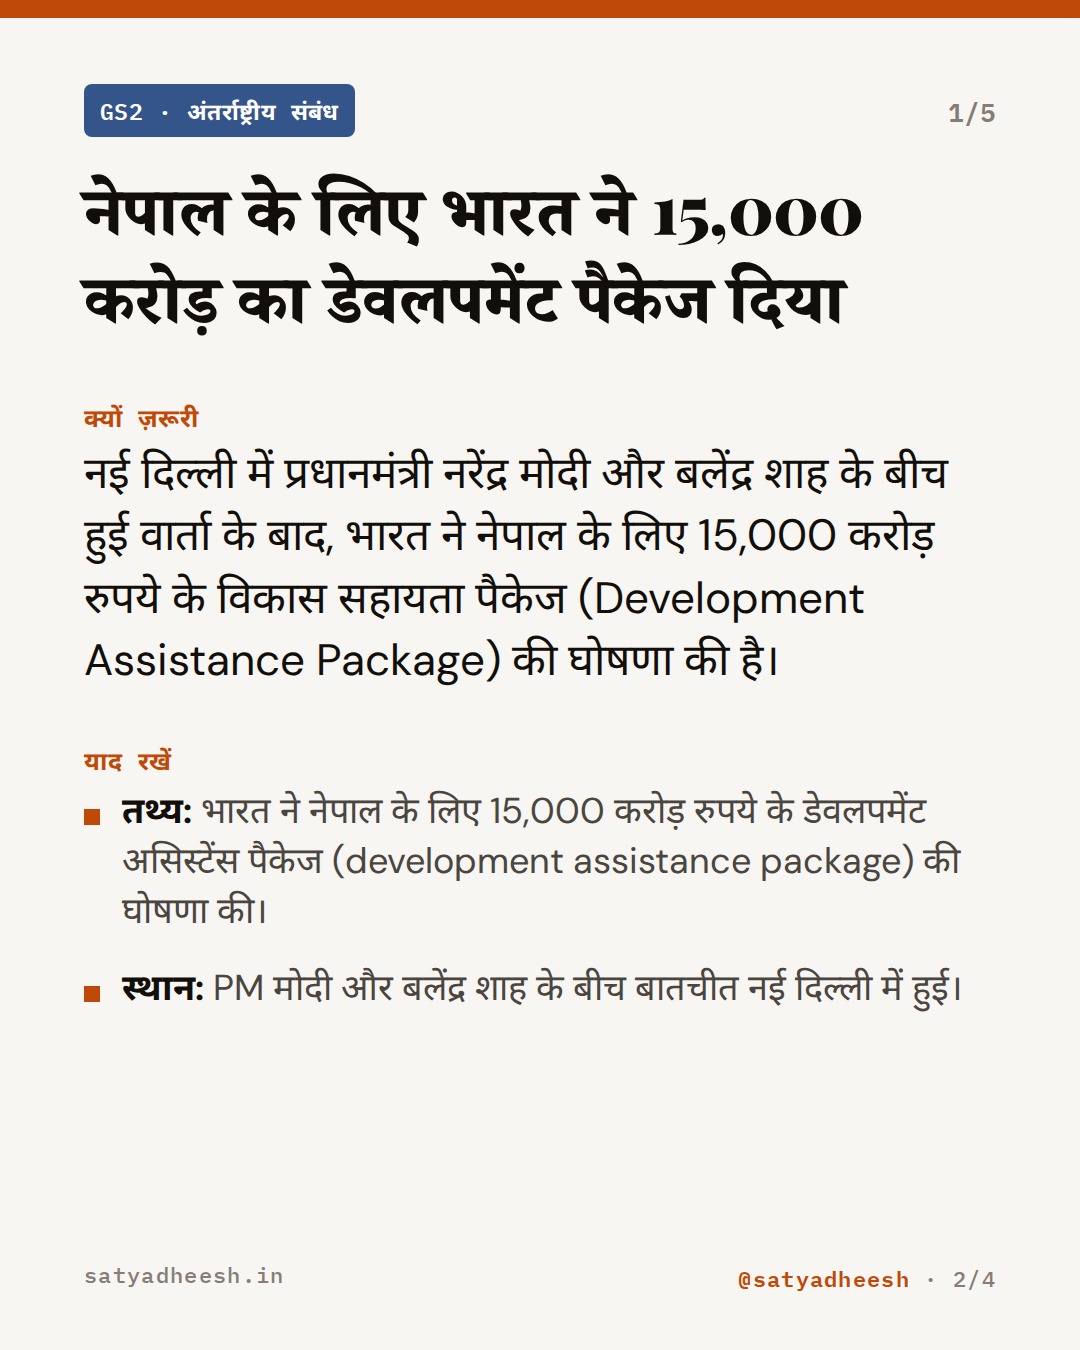 GS2 · अंतर्राष्ट्रीय संबंध
1/5
नेपाल के लिए भारत ने 15,000
करोड़ का डेवलपमेंट पैकेज दिया
क्यों ज़रूरी
नई दिल्ली में प्रधानमंत्री नरेंद्र मोदी और बलेंद्र शाह के बीच
हुई वार्ता के बाद, भारत ने नेपाल के लिए 15,000 करोड़
रुपये के विकास सहायता पैकेज (Development
Assistance Package) की घोषणा की है।
याद रखें
तथ्य: भारत ने नेपाल के लिए 15,000 करोड़ रुपये के डेवलपमेंट
असिस्टेंस पैकेज (development assistance package) की
घोषणा की।
स्थान: PM मोदी और बलेंद्र शाह के बीच बातचीत नई दिल्ली में हुई।
satyadheesh.in
@satyadheesh · 2/4